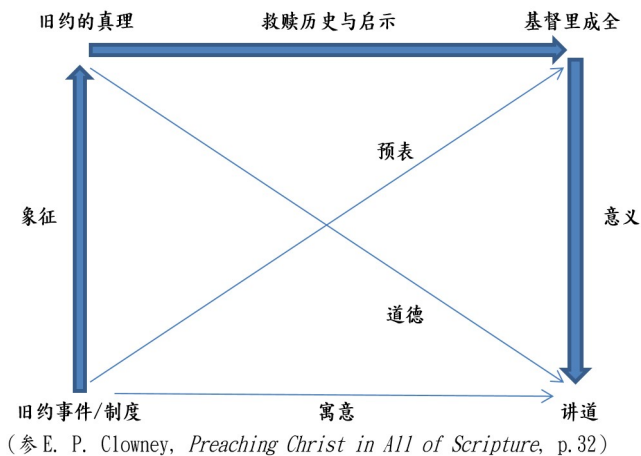 旧约的真理 救赎历史与启示 基督里成全
预表
象征 意义
道德
旧约事件/制度 寓意 讲道
(参 E. P. Clowney, Preaching Christ in All of Scripture, p.32)